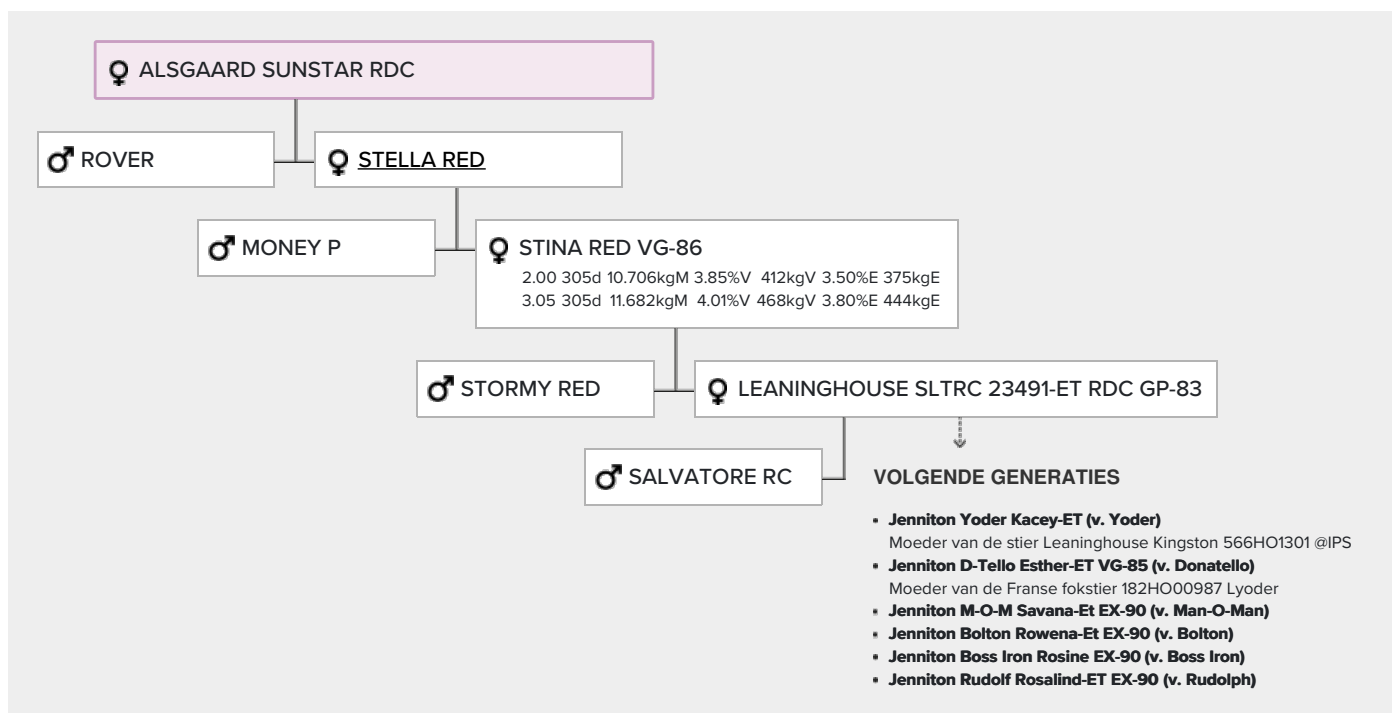 ALSGAARD SUNSTAR RDC
ROVER
STELLA RED
MONEY P
STINA RED VG-86
2.00 305d 10.706kgM 3.85%V 412kgV 3.50%E 375kgE
3.05 305d 11.682kgM 4.01%V 468kgV 3.80%E 444kgE
STORMY RED
LEANINGHOUSE SLTRC 23491-ET RDC GP-83
SALVATORE RC
VOLGENDE GENERATIES
Jenniton Yoder Kacey-ET (v. Yoder)
Moeder van de stier Leaninghouse Kingston 566HO1301 @IPS
Jenniton D-Tello Esther-ET VG-85 (v. Donatello)
Moeder van de Franse fokstier 182HO00987 Lyoder
Jenniton M-O-M Savana-Et EX-90 (v. Man-O-Man)
Jenniton Bolton Rowena-Et EX-90 (v. Bolton)
Jenniton Boss Iron Rosine EX-90 (v. Boss Iron)
Jenniton Rudolf Rosalind-ET EX-90 (v. Rudolph)